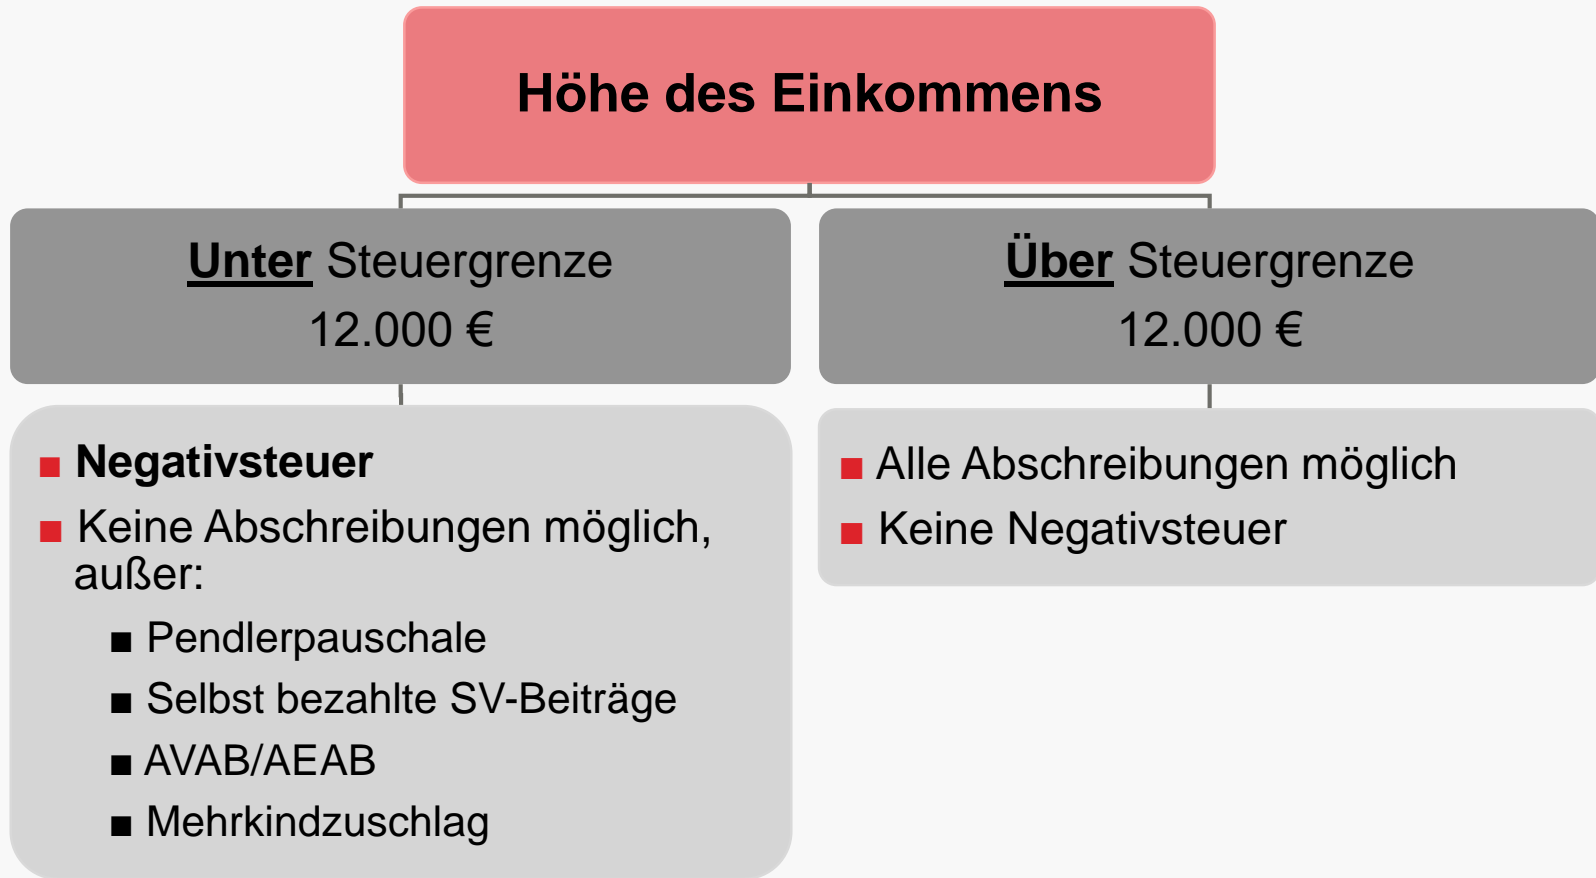 Höhe des Einkommens
Unter Steuergrenze
12.000 €
■ Negativsteuer
■ Keine Abschreibungen möglich,
außer:
■ Pendlerpauschale
■ Selbst bezahlte SV-Beiträge
■ AVAB/AEAB
■ Mehrkindzuschlag
Über Steuergrenze
12.000 €
■ Alle Abschreibungen möglich
■ Keine Negativsteuer